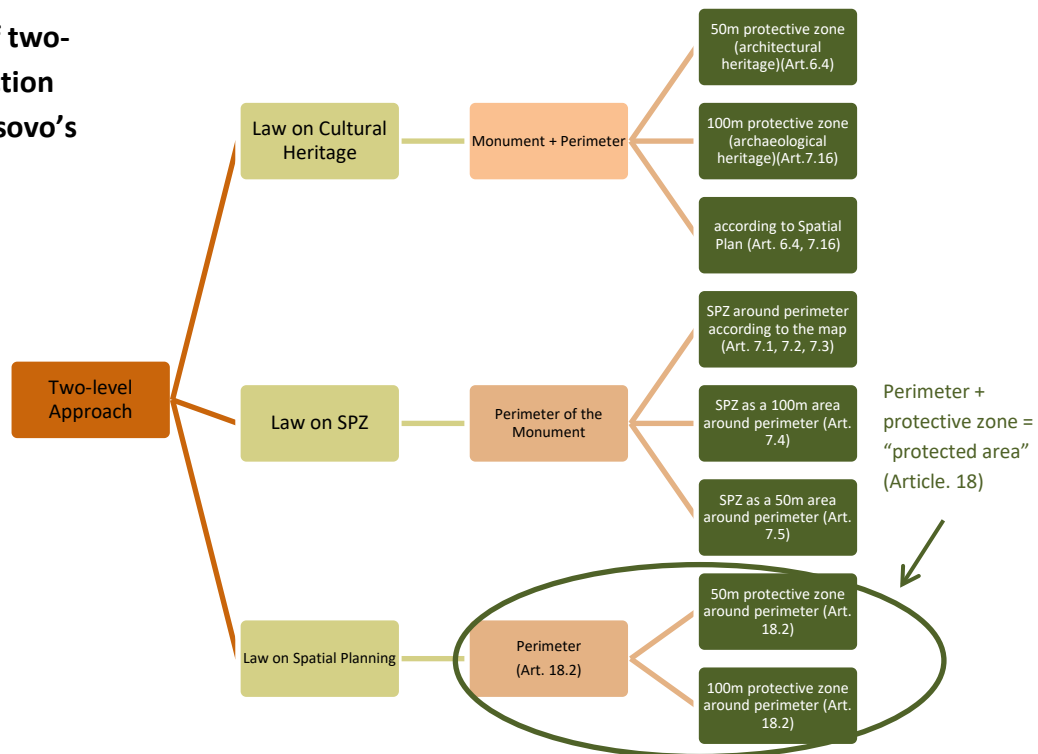 f two-
ction
sovo's
Two-level
Approach
Law on Cultural
Heritage
Monument + Perimeter
50m protective zone
(architectural
heritage)(Art.6.4)
100m protective zone
(archaeological
heritage)(Art.7.16)
according to Spatial
Plan (Art. 6.4, 7.16)
Law on SPZ
Perimeter of the
Monument
SPZ around perimeter
according to the map
(Art. 7.1, 7.2, 7.3)
SPZ as a 100m area
around perimeter (Art.
7.4)
SPZ as a 50m area
around perimeter (Art.
7.5)
Law on Spatial Planning
Perimeter
(Art. 18.2)
50m protective zone
around perimeter (Art.
18.2)
100m protective zone
around perimeter (Art.
18.2)
Perimeter +
protective zone =
“protected area”
(Article. 18)